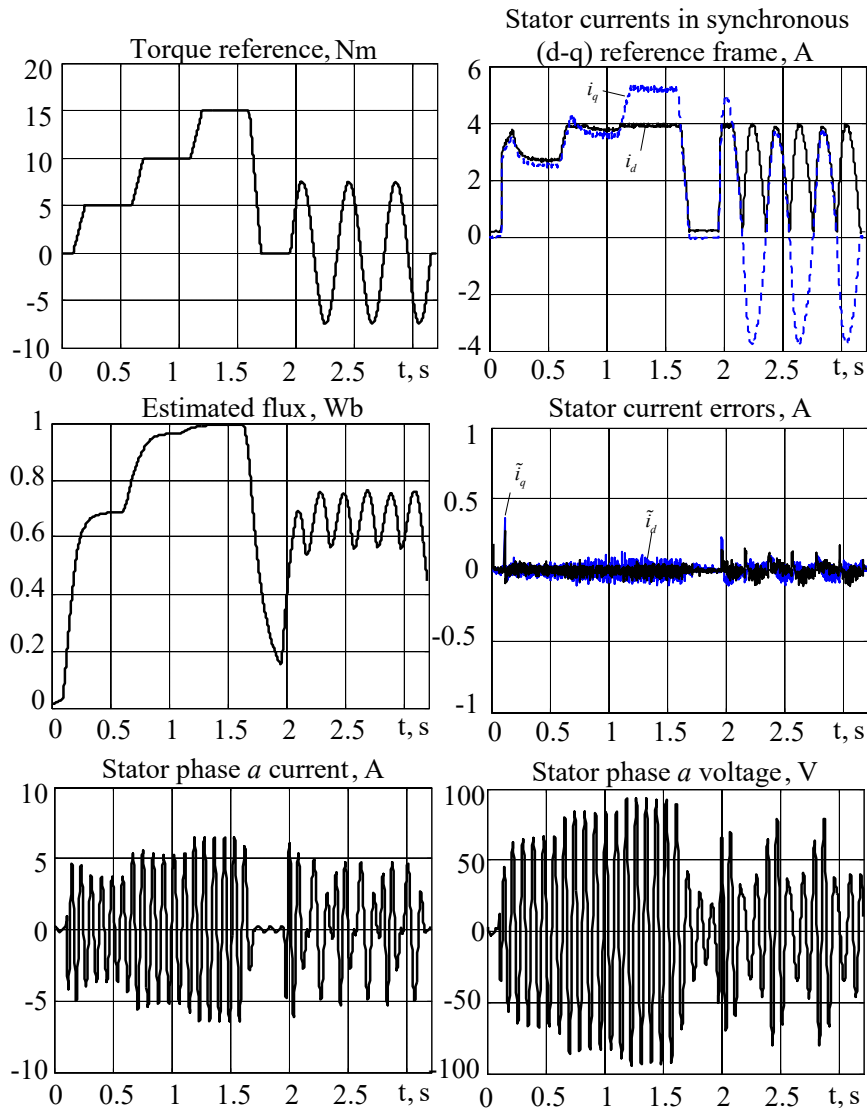 Torque reference, Nm
20
15
10
5
0
-5
-10
0 0.5 1 1.5 2 2.5 t, s
Stator currents in synchronous
(d-q) reference frame, A
6
4
2
0
-2
-4
i_q
i_d
0 0.5 1 1.5 2 2.5 t, s
Estimated flux, Wb
1
0.8
0.6
0.4
0.2
0
0 0.5 1 1.5 2 2.5 t, s
Stator current errors, A
1
0.5
0
-0.5
-1
ĩ_q
ĩ_d
0 0.5 1 1.5 2 2.5 t, s
Stator phase a current, A
10
5
0
-5
-10
0 0.5 1 1.5 2 2.5 t, s
Stator phase a voltage, V
100
50
0
-50
-100
0 0.5 1 1.5 2 2.5 t, s